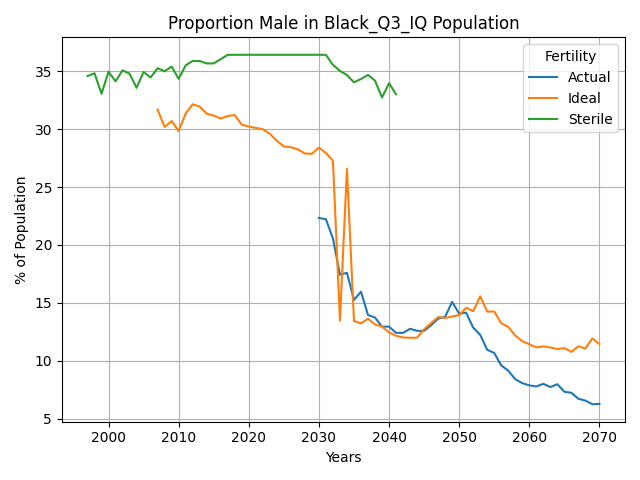 Proportion Male in Black_Q3_IQ Population
Fertility
Actual
Ideal
Sterile
% of Population
35
30
25
20
15
10
5
2000 2010 2020 2030 2040 2050 2060 2070
Years